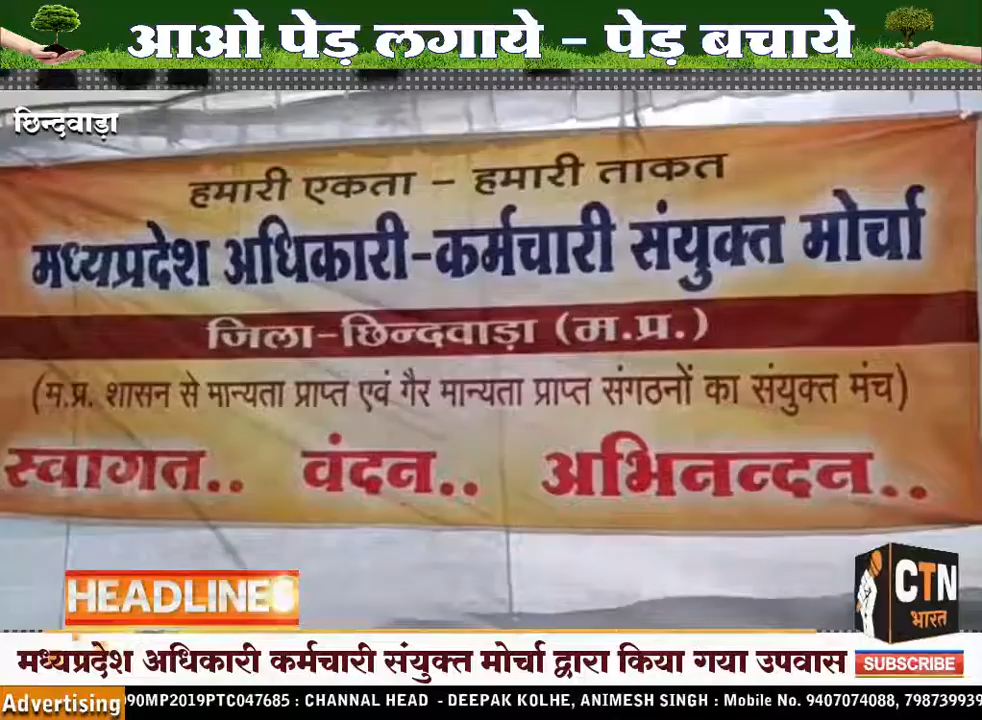 आओ पेड़ लगाये - पेड़ बचाये
छिन्दवाड़ा
हमारी एकता - हमारी ताकत
मध्यप्रदेश अधिकारी-कर्मचारी संयुक्त मोर्चा
जिला-छिन्दवाड़ा (म.प्र.)
(म.प्र. शासन से मान्यता प्राप्त एवं गैर मान्यता प्राप्त संगठनों का संयुक्त मंच)
स्वागत.. वंदन.. अभिनन्दन..
HEADLINE
CTN
भारत
मध्यप्रदेश अधिकारी कर्मचारी संयुक्त मोर्चा द्वारा किया गया उपवास
SUBSCRIBE
Advertising 90MP2019PTC047685 : CHANNAL HEAD - DEEPAK KOLHE, ANIMESH SINGH : Mobile No. 9407074088, 798739939